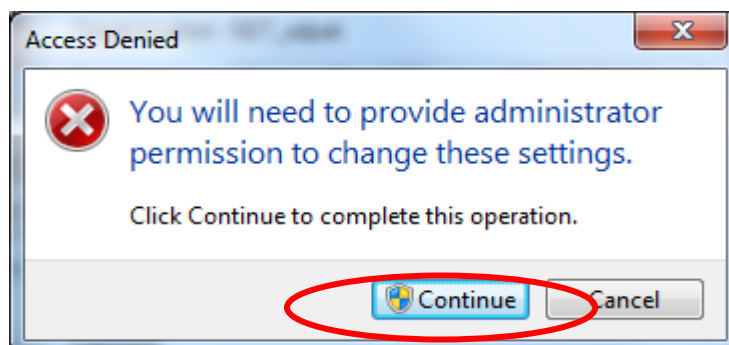 Access Denied
You will need to provide administrator
permission to change these settings.
Click Continue to complete this operation.
Continue
Cancel